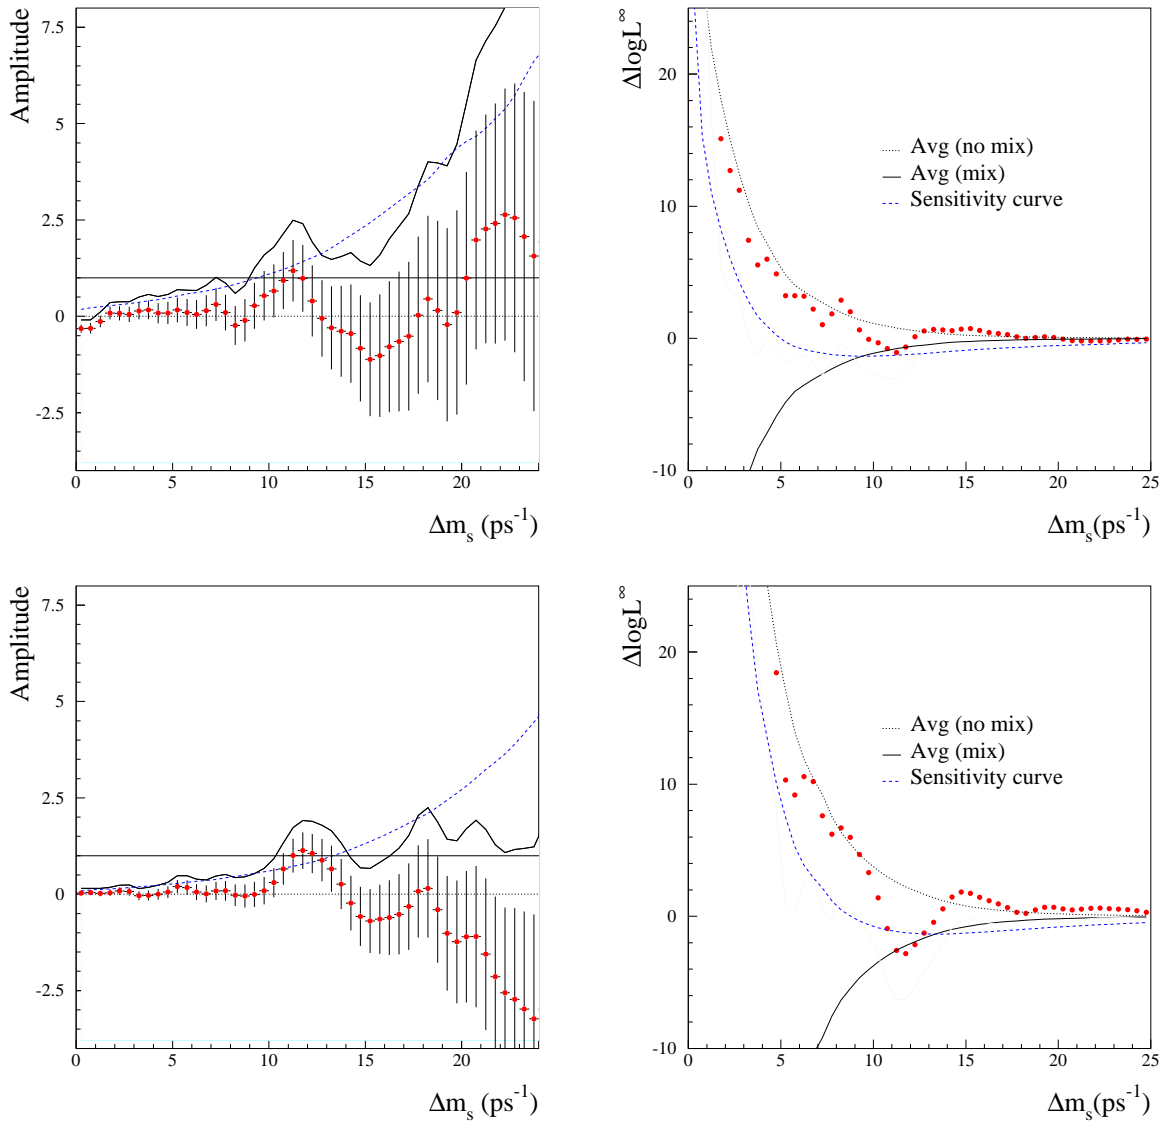 Amplitude
7.5
5
2.5
0
-2.5
0 5 10 15 20
Δm_s (ps^-1)
ΔlogL^∞
20
10
0
-10
Avg (no mix)
Avg (mix)
Sensitivity curve
0 5 10 15 20 25
Δm_s(ps^-1)
Amplitude
7.5
5
2.5
0
-2.5
0 5 10 15 20
Δm_s (ps^-1)
ΔlogL^∞
20
10
0
-10
Avg (no mix)
Avg (mix)
Sensitivity curve
0 5 10 15 20 25
Δm_s(ps^-1)